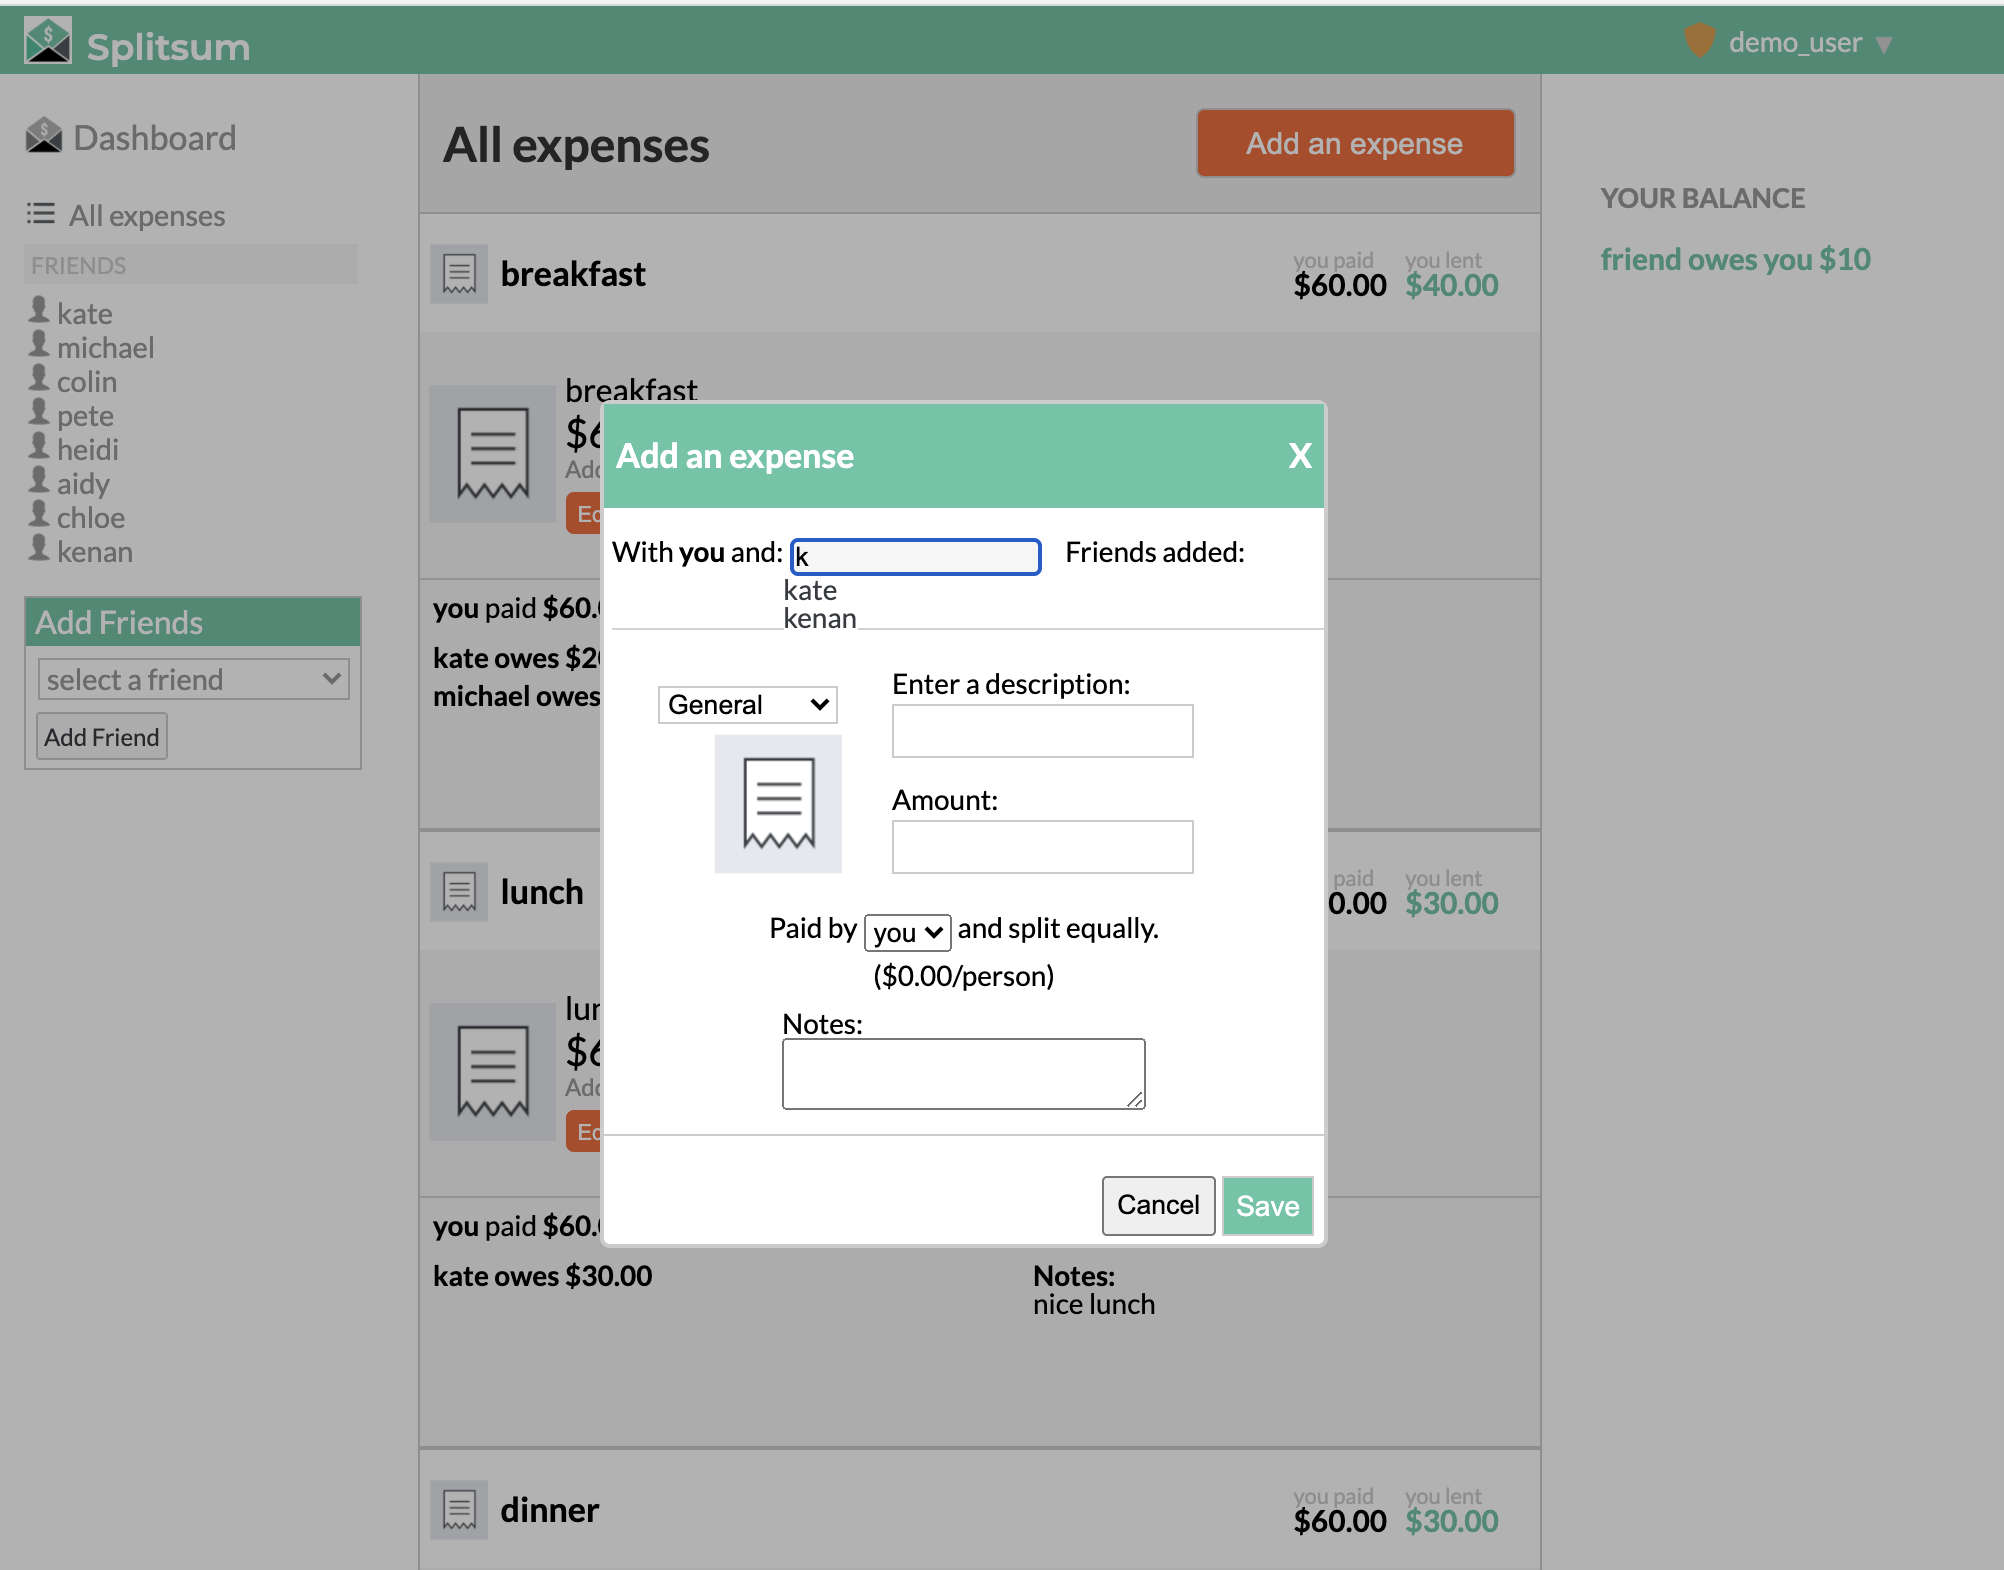 Splitsum
demo_user ▼
Dashboard
All expenses
FRIENDS
kate
michael
colin
pete
heidi
aidy
chloe
kenan
Add Friends
select a friend
Add Friend
All expenses
Add an expense
breakfast
you paid
$60.00
you lent
$40.00
breakfast
$6
Add
you paid $60.0
kate owes $20
michael owes
lunch
paid
0.00
you lent
$30.00
$6
Add
you paid $60.0
kate owes $30.00
Notes:
nice lunch
dinner
you paid
$60.00
you lent
$30.00
Add an expense
X
With you and: k
Friends added:
kate
kenan
General
Enter a description:
Amount:
Paid by you and split equally.
($0.00/person)
Notes:
Cancel
Save
YOUR BALANCE
friend owes you $10